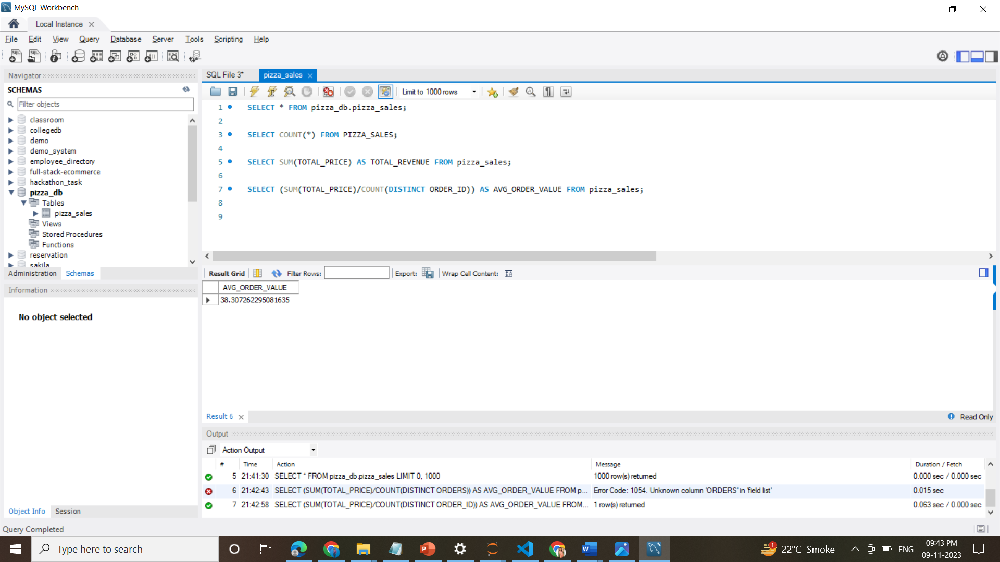 MySQL Workbench
Local Instance
File Edit View Query Database Server Tools Scripting Help
Navigator
SCHEMAS
Filter objects
classroom
collegedb
demo
demo_system
employee_directory
full-stack-ecommerce
hackathon_task
pizza_db
Tables
pizza_sales
Views
Stored Procedures
Functions
reservation
sakila
Administration Schemas
Information
No object selected
Object Info Session
SQL File 3* pizza_sales
Limit to 1000 rows
1 SELECT * FROM pizza_db.pizza_sales;
2
3 SELECT COUNT(*) FROM PIZZA_SALES;
4
5 SELECT SUM(TOTAL_PRICE) AS TOTAL_REVENUE FROM pizza_sales;
6
7 SELECT (SUM(TOTAL_PRICE)/COUNT(DISTINCT ORDER_ID)) AS AVG_ORDER_VALUE FROM pizza_sales;
8
9
Result Grid Filter Rows: Export: Wrap Cell Content:
AVG_ORDER_VALUE
38.307262295081635
Result 6 Read Only
Output
Action Output
# Time Action Message Duration / Fetch
5 21:41:30 SELECT * FROM pizza_db.pizza_sales LIMIT 0, 1000 1000 row(s) returned 0.000 sec / 0.000 sec
6 21:42:43 SELECT (SUM(TOTAL_PRICE)/COUNT(DISTINCT ORDERS)) AS AVG_ORDER_VALUE FROM p... Error Code: 1054. Unknown column 'ORDERS' in 'field list' 0.015 sec
7 21:42:58 SELECT (SUM(TOTAL_PRICE)/COUNT(DISTINCT ORDER_ID)) AS AVG_ORDER_VALUE FROM... 1 row(s) returned 0.063 sec / 0.000 sec
Query Completed
Type here to search
1 22°C Smoke ENG 09:43 PM
09-11-2023